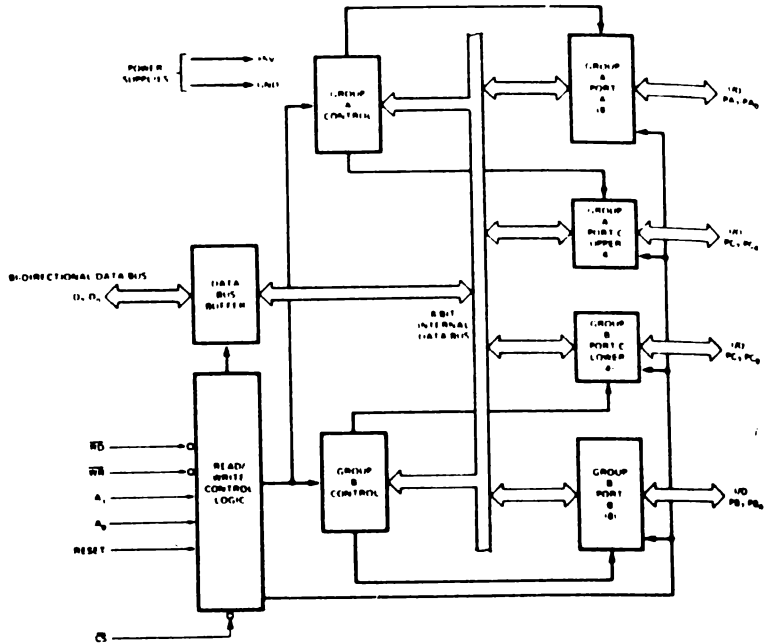 POWER
SUPPLIES
+5V
GND
GROUP
A
CONTROL
GROUP
A
PORT
A
(8)
I/O
PA7 PA0
GROUP
A
PORT C
UPPER
4
I/O
PC7 PC4
BI-DIRECTIONAL DATA BUS
D7 D0
DATA
BUS
BUFFER
8 BIT
INTERNAL
DATA BUS
GROUP
B
PORT C
LOWER
4
I/O
PC3 PC0
RD
WR
A1
A0
RESET
CS
READ/
WRITE
CONTROL
LOGIC
GROUP
B
CONTROL
GROUP
B
PORT
B
(8)
I/O
PB7 PB0